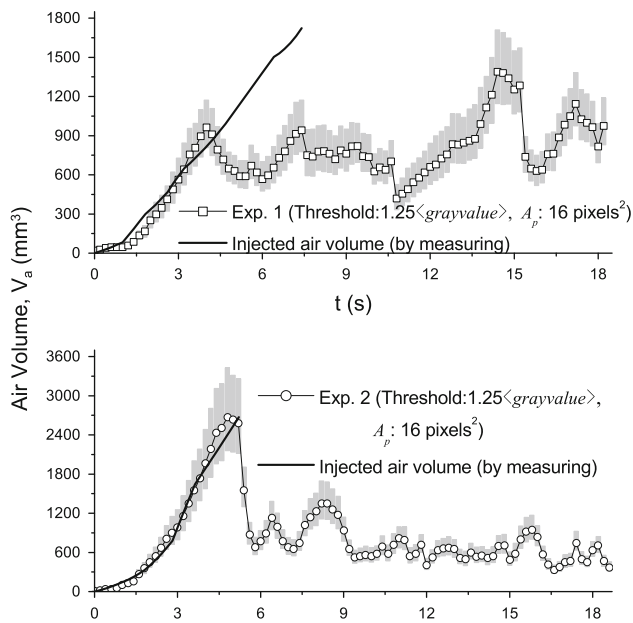 1800
1500
1200
900
600
300
0
Exp. 1 (Threshold:1.25<grayvalue>, Aₚ: 16 pixels²)
Injected air volume (by measuring)
0 3 6 9 12 15 18
t (s)
Air Volume, Vₐ (mm³)
3600
3000
2400
1800
1200
600
0
Exp. 2 (Threshold:1.25<grayvalue>,
Aₚ: 16 pixels²)
Injected air volume (by measuring)
0 3 6 9 12 15 18